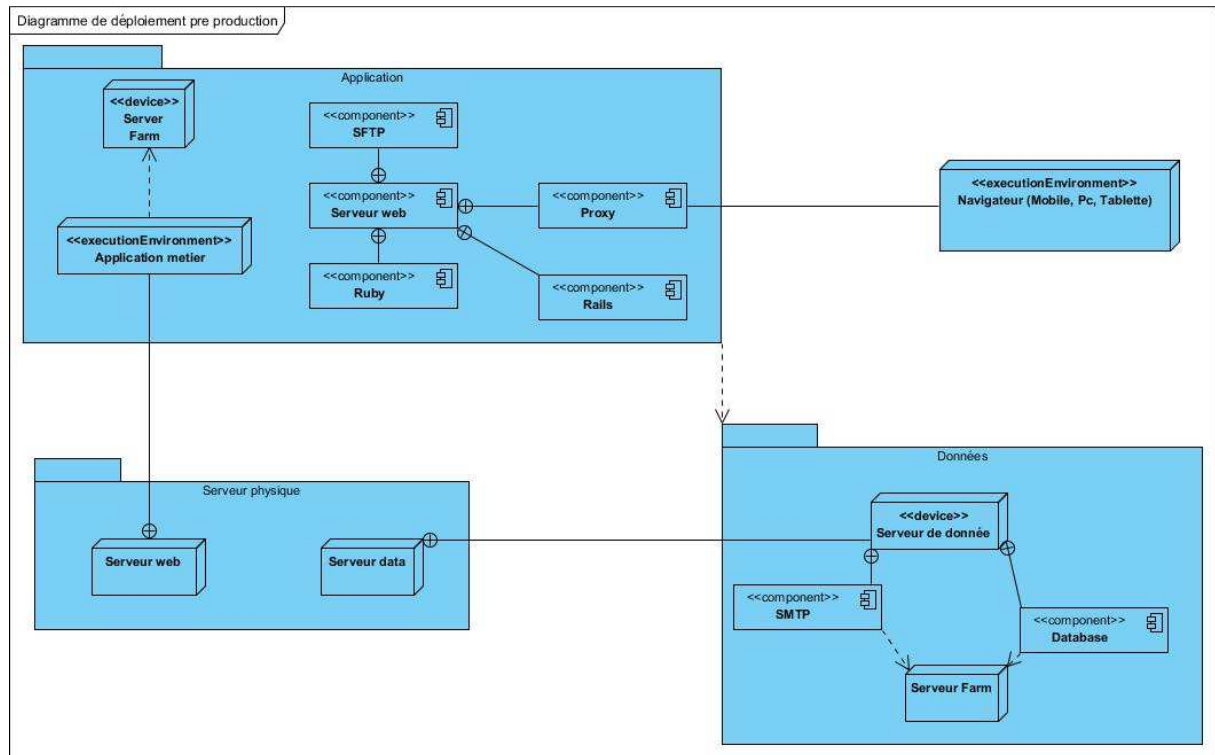 Diagramme de déploiement pre production
Application
<<device>>
Server
Farm
<<component>>
SFTP
<<component>>
Serveur web
<<component>>
Proxy
<<executionEnvironment>>
Navigateur (Mobile, Pc, Tablette)
<<executionEnvironment>>
Application metier
<<component>>
Ruby
<<component>>
Rails
Serveur physique
Serveur web
Serveur data
Données
<<device>>
Serveur de donnée
<<component>>
SMTP
<<component>>
Database
Serveur Farm